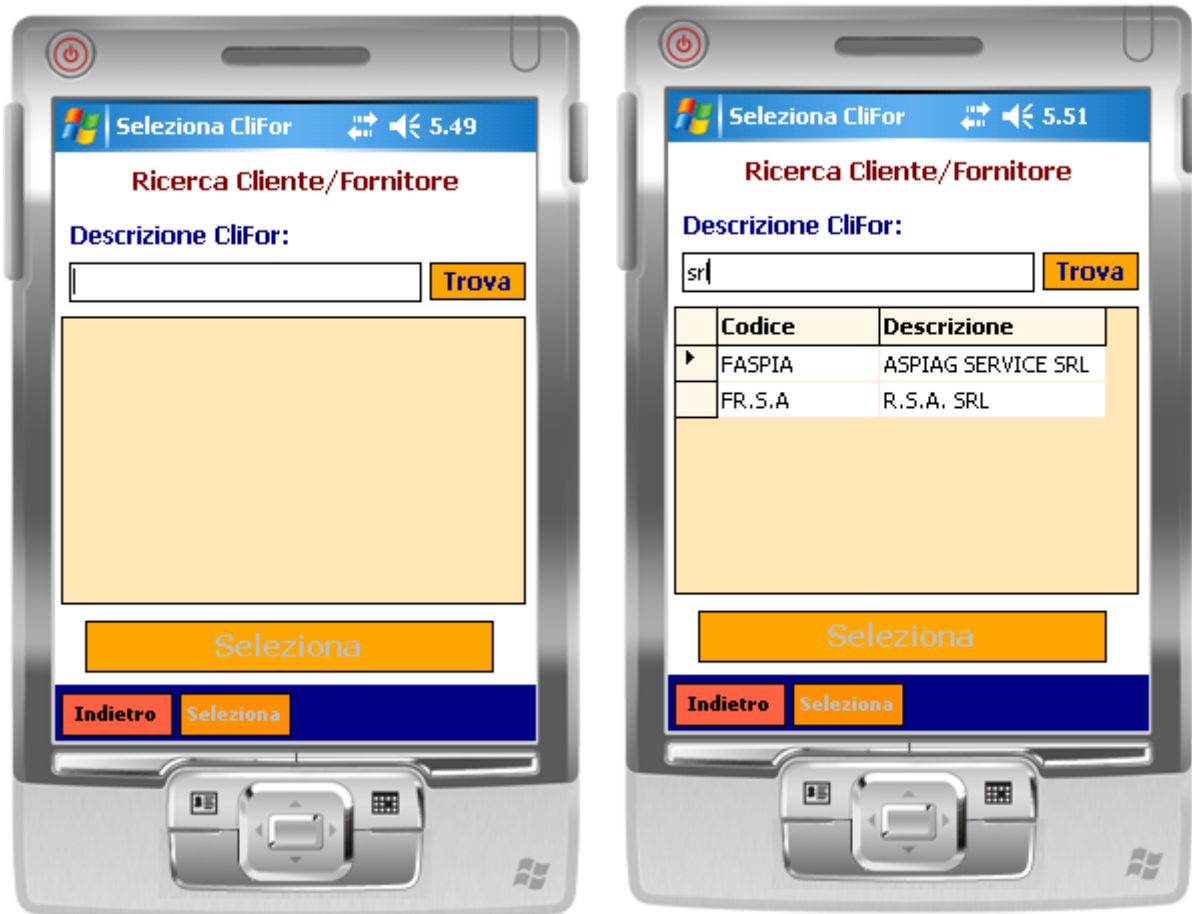 Seleziona CliFor 5.49
Ricerca Cliente/Fornitore
Descrizione CliFor:
Trova
Seleziona
Indietro Seleziona
Seleziona CliFor 5.51
Ricerca Cliente/Fornitore
Descrizione CliFor:
srl Trova
Codice Descrizione
FASPIA ASPIAG SERVICE SRL
FR.S.A R.S.A. SRL
Seleziona
Indietro Seleziona